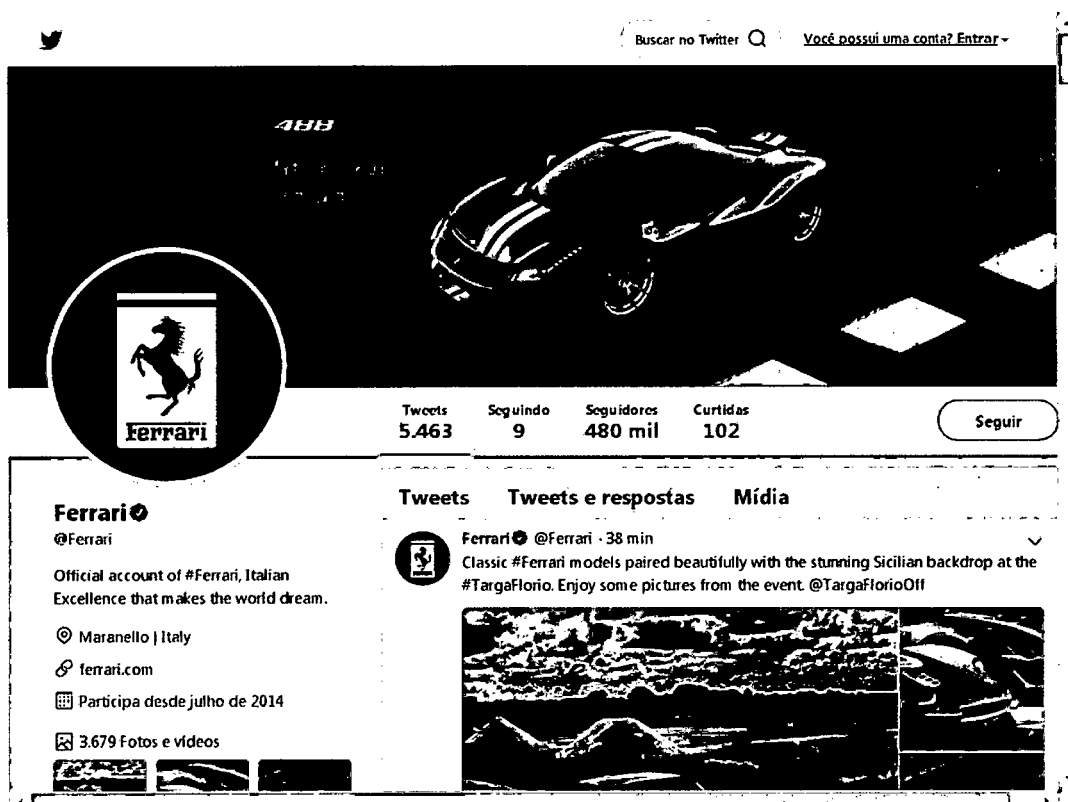 Buscar no Twitter
Você possui uma conta? Entrar
488
Ferrari
Tweets Seguindo Seguidores Curtidas
5.463 9 480 mil 102
Seguir
Tweets Tweets e respostas Mídia
Ferrari
@Ferrari
Official account of #Ferrari, Italian
Excellence that makes the world dream.
Maranello | Italy
ferrari.com
Participa desde julho de 2014
3.679 Fotos e vídeos
Ferrari @Ferrari · 38 min
Classic #Ferrari models paired beautifully with the stunning Sicilian backdrop at the
#TargaFlorio. Enjoy some pictures from the event. @TargaFlorioOff